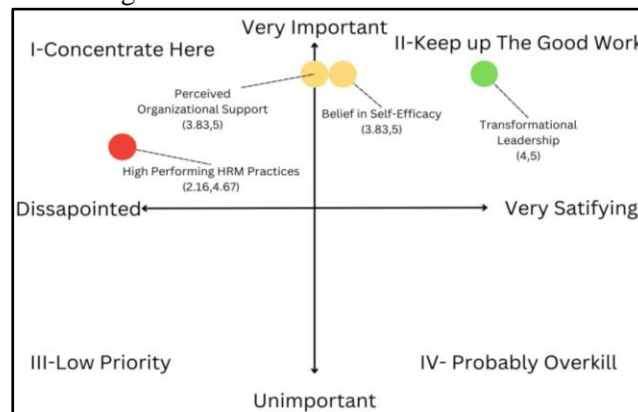 Very Important
I-Concentrate Here
II-Keep up The Good Work
Perceived
Organizational Support
(3.83,5)
Belief in Self-Efficacy
(3.83,5)
Transformational
Leadership
(4,5)
High Performing HRM Practices
(2.16,4.67)
Dissapointed
Very Satifying
III-Low Priority
IV- Probably Overkill
Unimportant